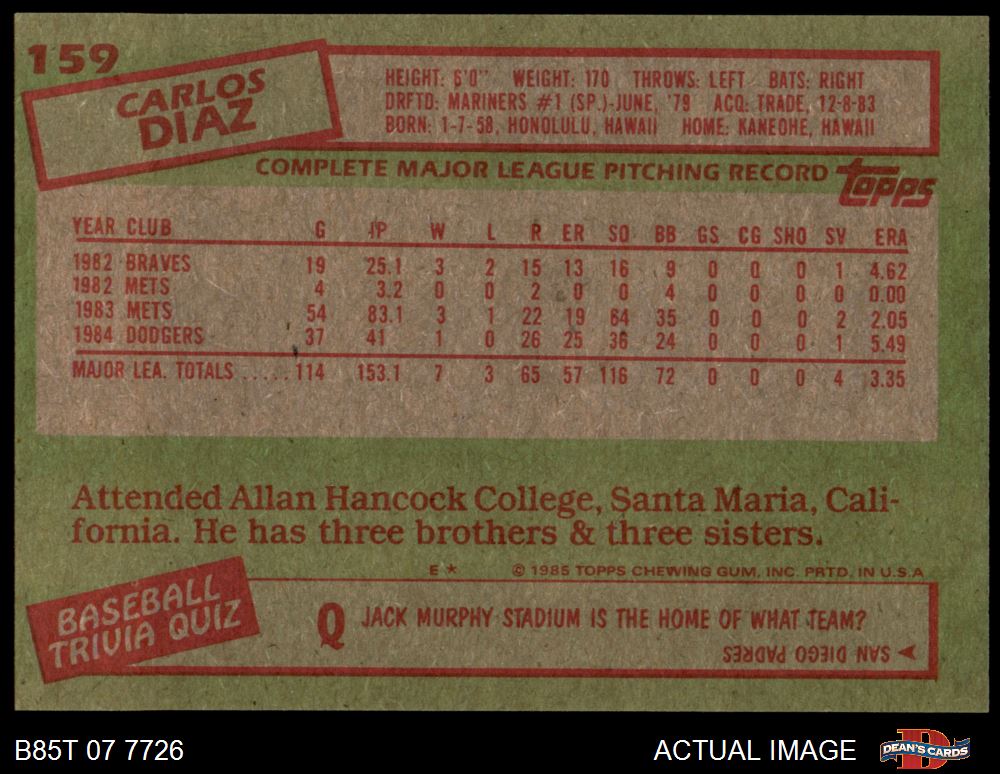 159
CARLOS
DIAZ
HEIGHT: 6'0" WEIGHT: 170 THROWS: LEFT BATS: RIGHT
DRFTD: MARINERS #1 (SP.)-JUNE, '79 ACQ: TRADE, 12-8-83
BORN: 1-7-58, HONOLULU, HAWAII HOME: KANEOHE, HAWAII
COMPLETE MAJOR LEAGUE PITCHING RECORD topps
YEAR CLUB G IP W L R ER SO BB GS CG SHO SV ERA
1982 BRAVES 19 25.1 3 2 15 13 16 9 0 0 0 1 4.62
1982 METS 4 3.2 0 0 2 0 0 4 0 0 0 0 0.00
1983 METS 54 83.1 3 1 22 19 64 35 0 0 0 2 2.05
1984 DODGERS 37 41 1 0 26 25 36 24 0 0 0 1 5.49
MAJOR LEA. TOTALS ..... 114 153.1 7 3 65 57 116 72 0 0 0 4 3.35
Attended Allan Hancock College, Santa Maria, Cali-
fornia. He has three brothers & three sisters.
E * © 1985 TOPPS CHEWING GUM, INC. PRTD. IN U.S.A
BASEBALL
TRIVIA QUIZ
Q JACK MURPHY STADIUM IS THE HOME OF WHAT TEAM?
SAN DIEGO PADRES
B85T 07 7726 ACTUAL IMAGE DEAN'S CARDS